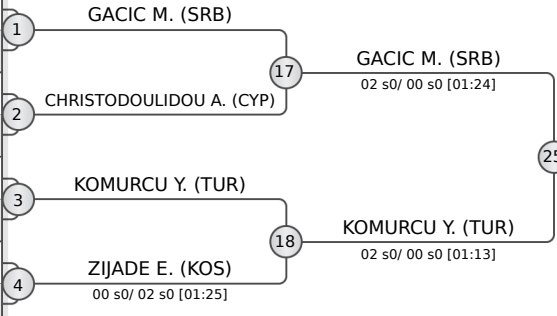 GACIC M. (SRB)
1
17
GACIC M. (SRB)
02 s0/ 00 s0 [01:24]
CHRISTODOULIDOU A. (CYP)
2
25
KOMURCU Y. (TUR)
3
18
KOMURCU Y. (TUR)
02 s0/ 00 s0 [01:13]
ZIJADE E. (KOS)
4
00 s0/ 02 s0 [01:25]